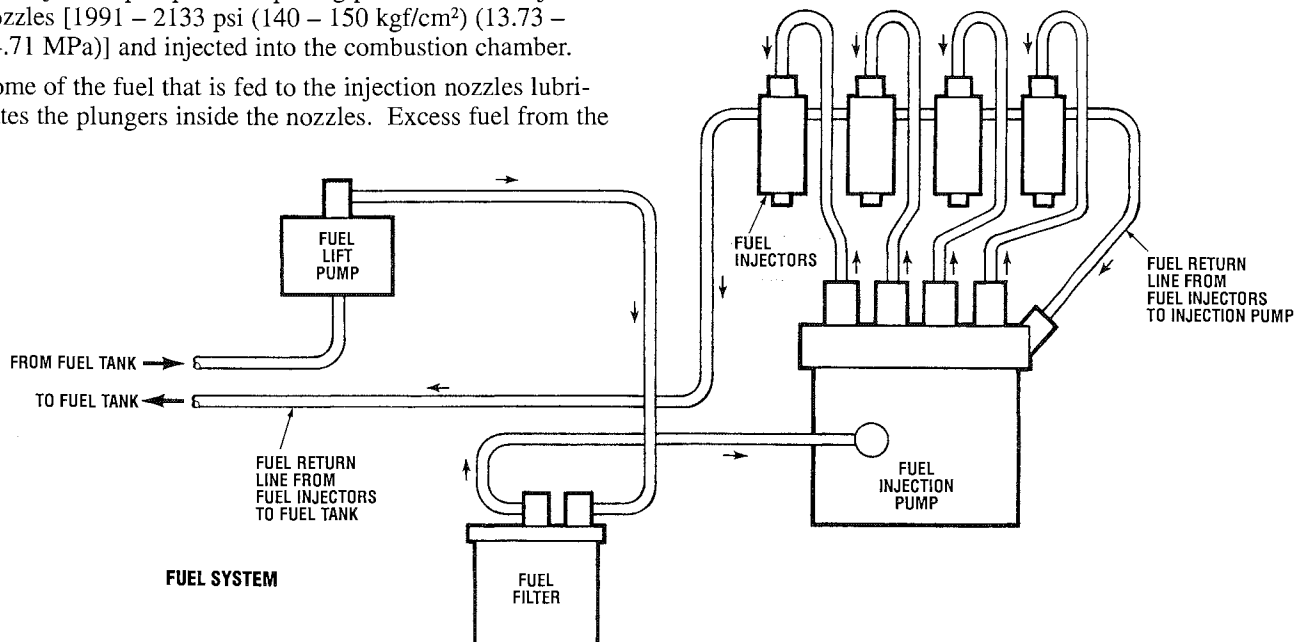 ozzles [1991 – 2133 psi (140 – 150 kgf/cm²) (13.73 –
.71 MPa)] and injected into the combustion chamber.
ome of the fuel that is fed to the injection nozzles lubri-
tes the plungers inside the nozzles. Excess fuel from the
FUEL
LIFT
PUMP
FUEL
INJECTORS
FUEL RETURN
LINE FROM
FUEL INJECTORS
TO INJECTION PUMP
FROM FUEL TANK
TO FUEL TANK
FUEL RETURN
LINE FROM
FUEL INJECTORS
TO FUEL TANK
FUEL
INJECTION
PUMP
FUEL SYSTEM
FUEL
FILTER